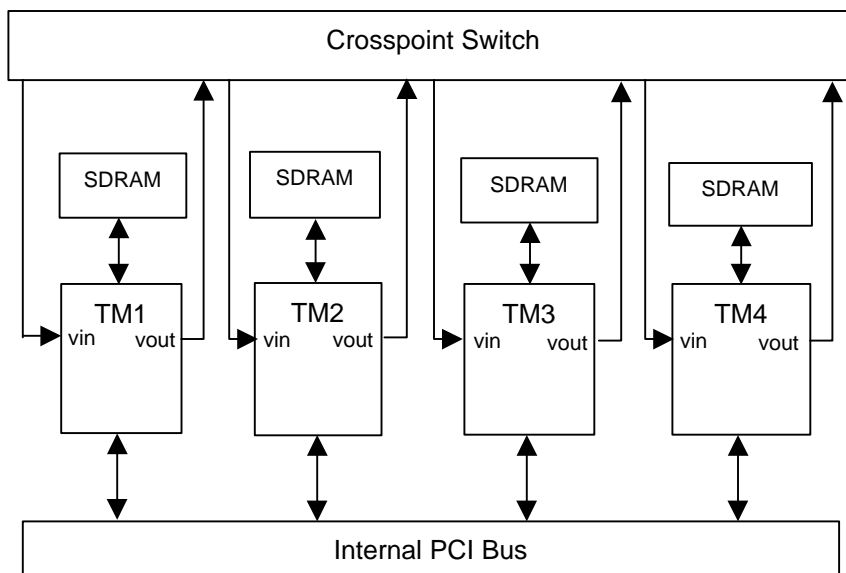 Crosspoint Switch
SDRAM
SDRAM
SDRAM
SDRAM
TM1
vin
vout
TM2
vin
vout
TM3
vin
vout
TM4
vin
vout
Internal PCI Bus